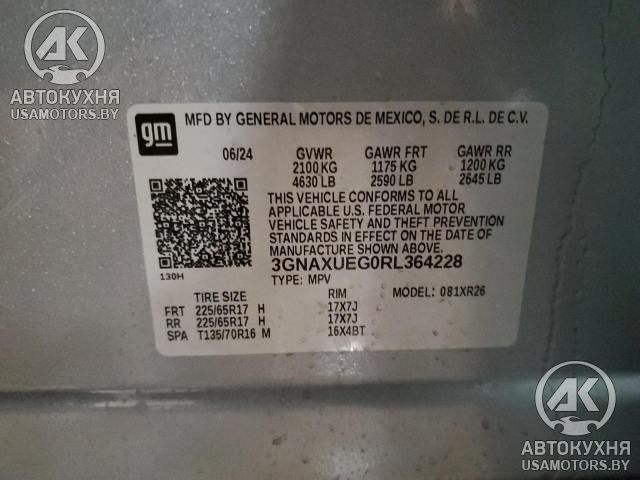 AK
АВТОКУХНЯ
USAMOTORS.BY
gm
MFD BY GENERAL MOTORS DE MEXICO, S. DE R.L. DE C.V.
06/24 GVWR GAWR FRT GAWR RR
2100 KG 1175 KG 1200 KG
4630 LB 2590 LB 2645 LB
THIS VEHICLE CONFORMS TO ALL
APPLICABLE U.S. FEDERAL MOTOR
VEHICLE SAFETY AND THEFT PREVENTION
STANDARDS IN EFFECT ON THE DATE OF
MANUFACTURE SHOWN ABOVE.
130H
3GNAXUEG0RL364228
TYPE: MPV MODEL: 081XR26
TIRE SIZE RIM
FRT 225/65R17 H 17X7J
RR 225/65R17 H 17X7J
SPA T135/70R16 M 16X4BT
AK
АВТОКУХНЯ
USAMOTORS.BY